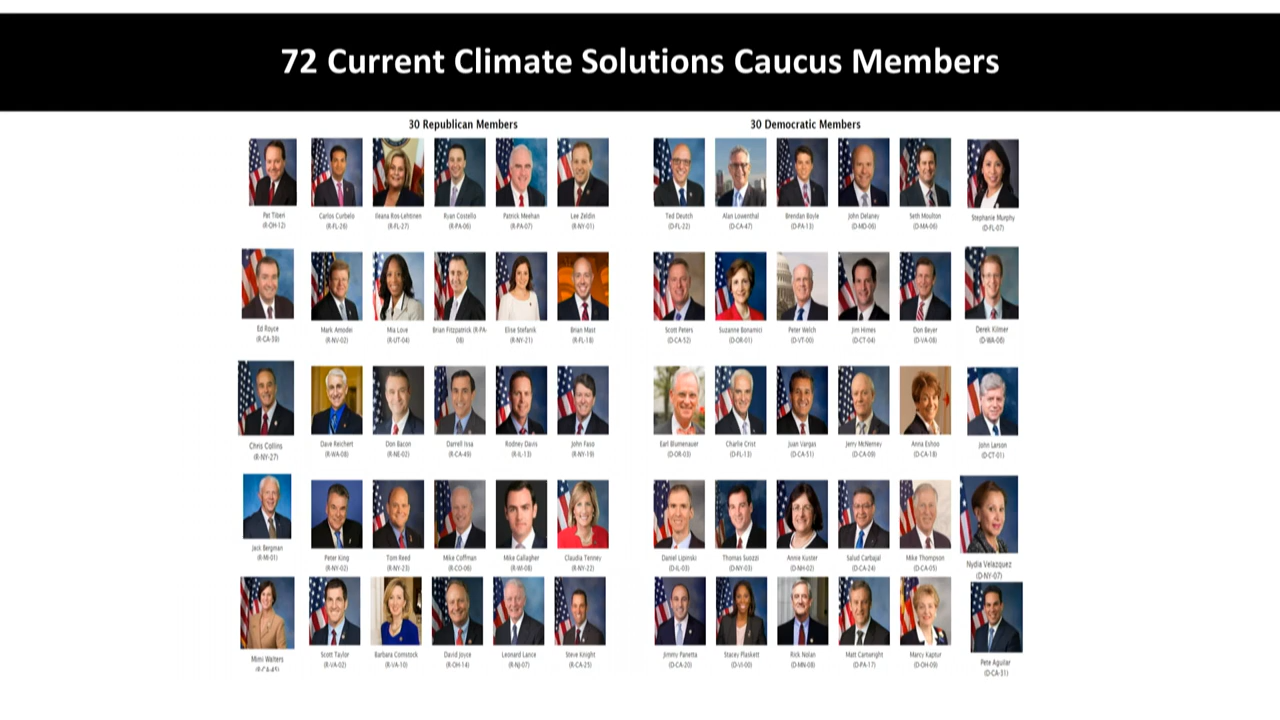 72 Current Climate Solutions Caucus Members
30 Republican Members
30 Democratic Members
Pat Tiberi
(R-OH-12)
Carlos Curbelo
(R-FL-26)
Ileana Ros-Lehtinen
(R-FL-27)
Ryan Costello
(R-PA-06)
Patrick Meehan
(R-PA-07)
Lee Zeldin
(R-NY-01)
Ted Deutch
(D-FL-22)
Alan Lowenthal
(D-CA-47)
Brendan Boyle
(D-PA-13)
John Delaney
(D-MD-06)
Seth Moulton
(D-MA-06)
Stephanie Murphy
(D-FL-07)
Ed Royce
(R-CA-39)
Mark Amodei
(R-NV-02)
Mia Love
(R-UT-04)
Brian Fitzpatrick (R-PA-
08)
Elise Stefanik
(R-NY-21)
Brian Mast
(R-FL-18)
Scott Peters
(D-CA-52)
Suzanne Bonamici
(D-OR-01)
Peter Welch
(D-VT-00)
Jim Himes
(D-CT-04)
Don Beyer
(D-VA-08)
Derek Kilmer
(D-WA-06)
Chris Collins
(R-NY-27)
Dave Reichert
(R-WA-08)
Don Bacon
(R-NE-02)
Darrell Issa
(R-CA-49)
Rodney Davis
(R-IL-13)
John Faso
(R-NY-19)
Earl Blumenauer
(D-OR-03)
Charlie Crist
(D-FL-13)
Juan Vargas
(D-CA-51)
Jerry McNerney
(D-CA-09)
Anna Eshoo
(D-CA-18)
John Larson
(D-CT-01)
Jack Bergman
(R-MI-01)
Peter King
(R-NY-02)
Tom Reed
(R-NY-23)
Mike Coffman
(R-CO-06)
Mike Gallagher
(R-WI-08)
Claudia Tenney
(R-NY-22)
Daniel Lipinski
(D-IL-03)
Thomas Suozzi
(D-NY-03)
Annie Kuster
(D-NH-02)
Salud Carbajal
(D-CA-24)
Mike Thompson
(D-CA-05)
Nydia Velazquez
(D-NY-07)
Mimi Walters
(R-CA-45)
Scott Taylor
(R-VA-02)
Barbara Comstock
(R-VA-10)
David Joyce
(R-OH-14)
Leonard Lance
(R-NJ-07)
Steve Knight
(R-CA-25)
Jimmy Panetta
(D-CA-20)
Stacey Plaskett
(D-VI-00)
Rick Nolan
(D-MN-08)
Matt Cartwright
(D-PA-17)
Marcy Kaptur
(D-OH-09)
Pete Aguilar
(D-CA-31)